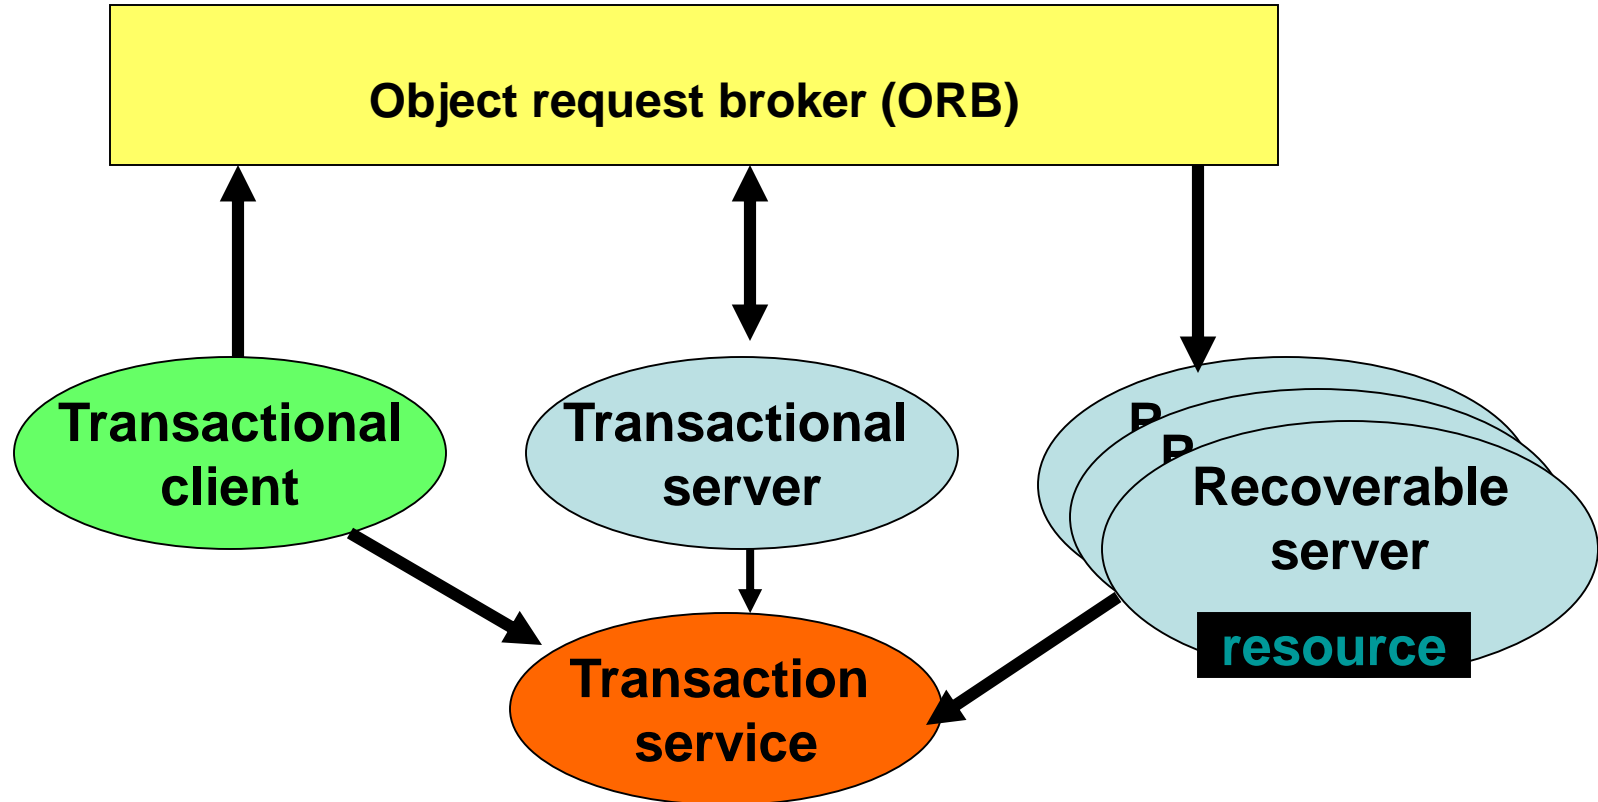 Object request broker (ORB)
Transactional
client
Transactional
server
R
R
Recoverable
server
resource
Transaction
service